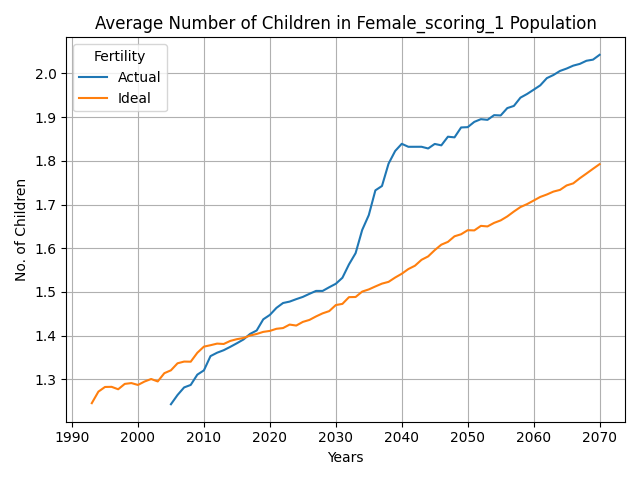 Average Number of Children in Female_scoring_1 Population
Fertility
Actual
Ideal
No. of Children
2.0
1.9
1.8
1.7
1.6
1.5
1.4
1.3
1990 2000 2010 2020 2030 2040 2050 2060 2070
Years